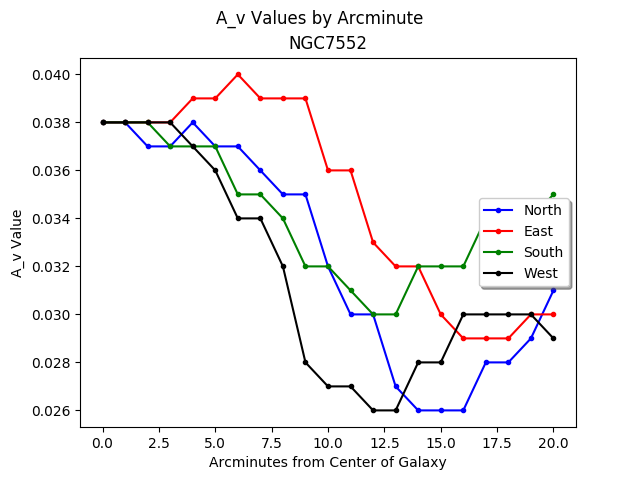 A_v Values by Arcminute
NGC7552
0.040
0.038
0.036
0.034
0.032
0.030
0.028
0.026
A_v Value
North
East
South
West
0.0 2.5 5.0 7.5 10.0 12.5 15.0 17.5 20.0
Arcminutes from Center of Galaxy